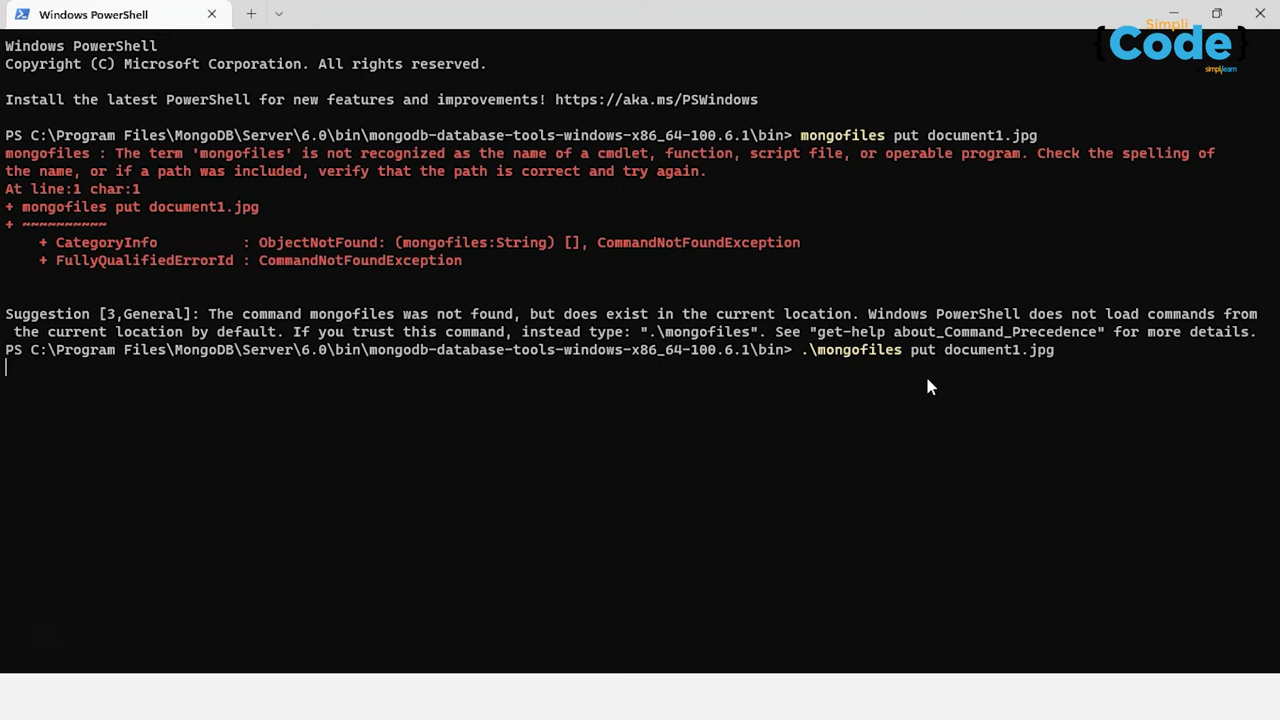 Windows PowerShell
Simpli
{Code}
simplilearn
Windows PowerShell
Copyright (C) Microsoft Corporation. All rights reserved.
Install the latest PowerShell for new features and improvements! https://aka.ms/PSWindows
PS C:\Program Files\MongoDB\Server\6.0\bin\mongodb-database-tools-windows-x86_64-100.6.1\bin> mongofiles put document1.jpg
mongofiles : The term 'mongofiles' is not recognized as the name of a cmdlet, function, script file, or operable program. Check the spelling of
the name, or if a path was included, verify that the path is correct and try again.
At line:1 char:1
+ mongofiles put document1.jpg
+ ~~~~~~~~~~
+ CategoryInfo : ObjectNotFound: (mongofiles:String) [], CommandNotFoundException
+ FullyQualifiedErrorId : CommandNotFoundException
Suggestion [3,General]: The command mongofiles was not found, but does exist in the current location. Windows PowerShell does not load commands from
the current location by default. If you trust this command, instead type: ".\mongofiles". See "get-help about_Command_Precedence" for more details.
PS C:\Program Files\MongoDB\Server\6.0\bin\mongodb-database-tools-windows-x86_64-100.6.1\bin> .\mongofiles put document1.jpg